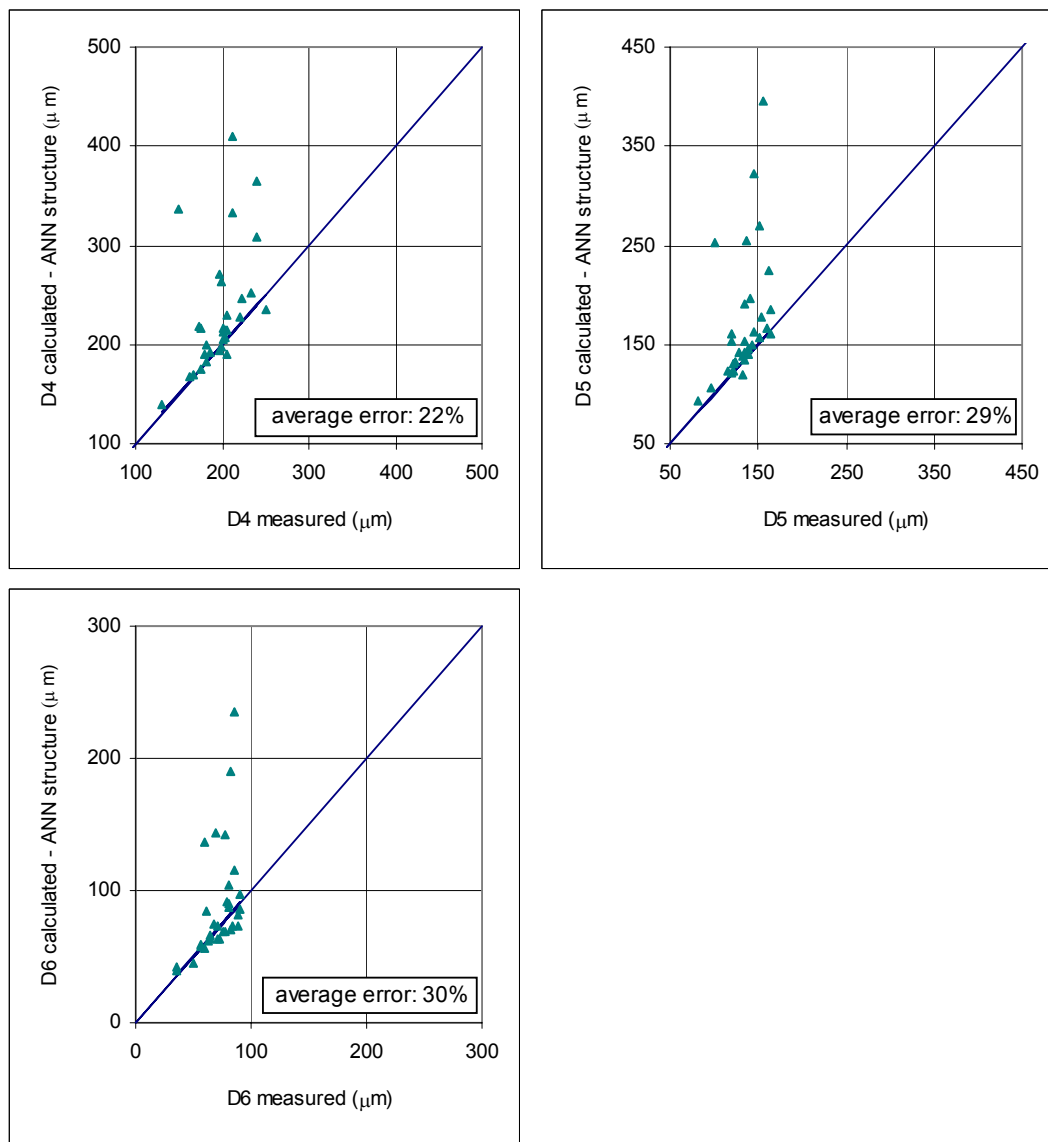 D4 calculated - ANN structure (μ m)
500
400
300
200
100
average error: 22%
100 200 300 400 500
D4 measured (μm)
D5 calculated - ANN structure (μ m)
450
350
250
150
50
average error: 29%
50 150 250 350 450
D5 measured (μm)
D6 calculated - ANN structure (μ m)
300
200
100
0
average error: 30%
0 100 200 300
D6 measured (μm)